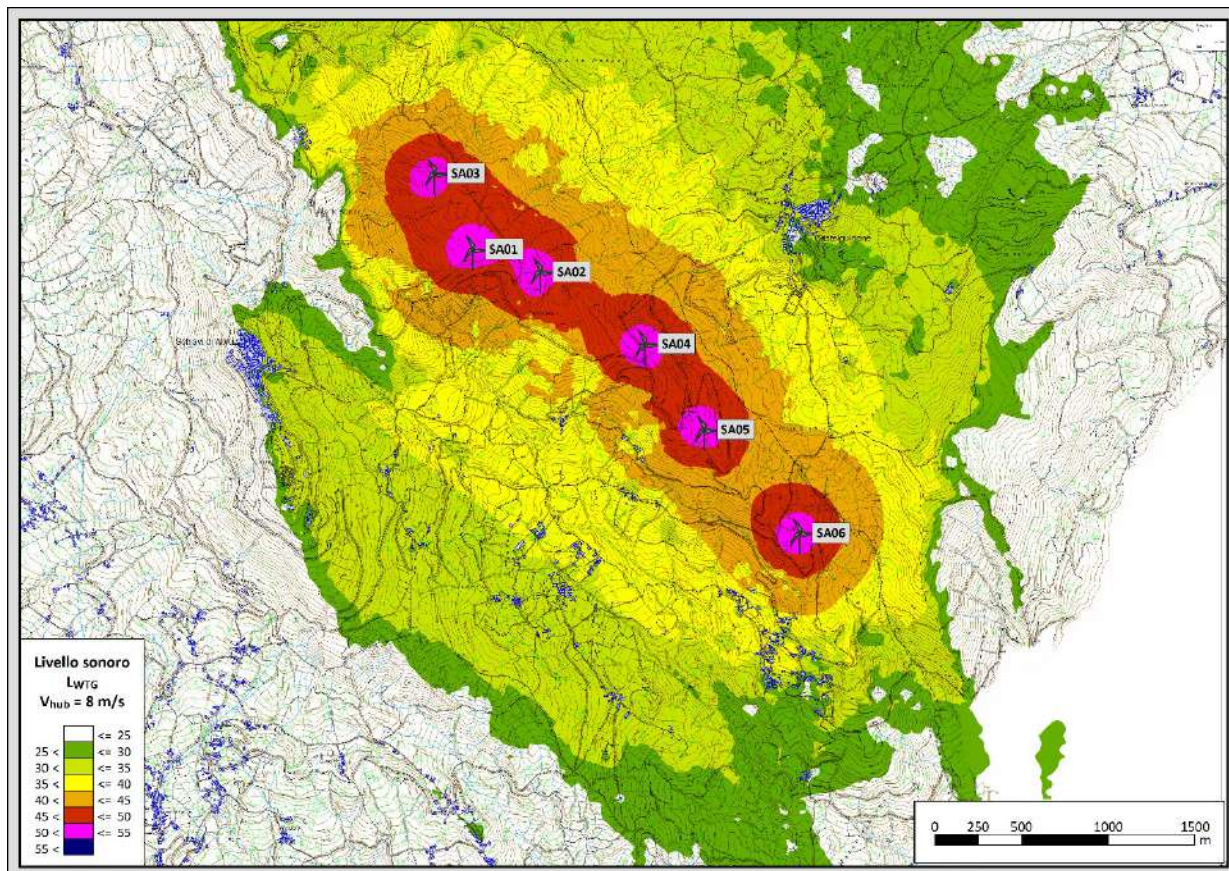 SA03
SA01
SA02
SA04
SA05
SA06
Livello sonoro
LWTG
Vhub = 8 m/s
<= 25
25 < <= 30
30 < <= 35
35 < <= 40
40 < <= 45
45 < <= 50
50 < <= 55
55 <
0 250 500 1000 1500
m